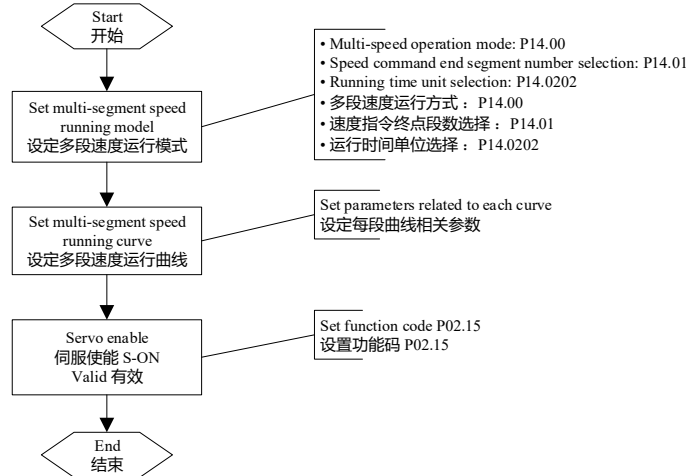 Start
开始
• Multi-speed operation mode: P14.00
• Speed command end segment number selection: P14.01
• Running time unit selection: P14.0202
• 多段速度运行方式 ：P14.00
• 速度指令终点段数选择 ：P14.01
• 运行时间单位选择 ：P14.0202
Set multi-segment speed
running model
设定多段速度运行模式
Set parameters related to each curve
设定每段曲线相关参数
Set multi-segment speed
running curve
设定多段速度运行曲线
Set function code P02.15
设置功能码 P02.15
Servo enable
伺服使能 S-ON
Valid 有效
End
结束